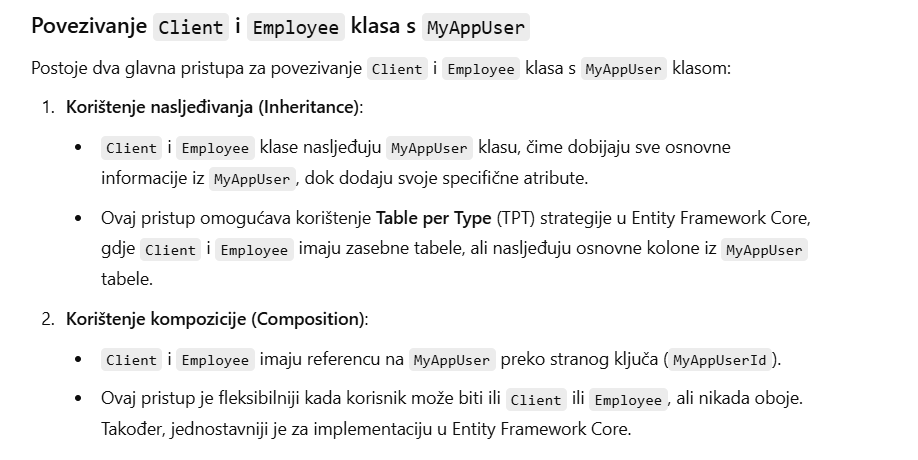 Povezivanje Client i Employee klasa s MyAppUser
Postoje dva glavna pristupa za povezivanje Client i Employee klasa s MyAppUser klasom:
1. Korištenje nasljeđivanja (Inheritance):
• Client i Employee klase nasljeđuju MyAppUser klasu, čime dobijaju sve osnovne
informacije iz MyAppUser, dok dodaju svoje specifične atribute.
• Ovaj pristup omogućava korištenje Table per Type (TPT) strategije u Entity Framework Core,
gdje Client i Employee imaju zasebne tabele, ali nasljeđuju osnovne kolone iz MyAppUser
tabele.
2. Korištenje kompozicije (Composition):
• Client i Employee imaju referencu na MyAppUser preko stranog ključa (MyAppUserId).
• Ovaj pristup je fleksibilniji kada korisnik može biti ili Client ili Employee, ali nikada oboje.
Također, jednostavniji je za implementaciju u Entity Framework Core.